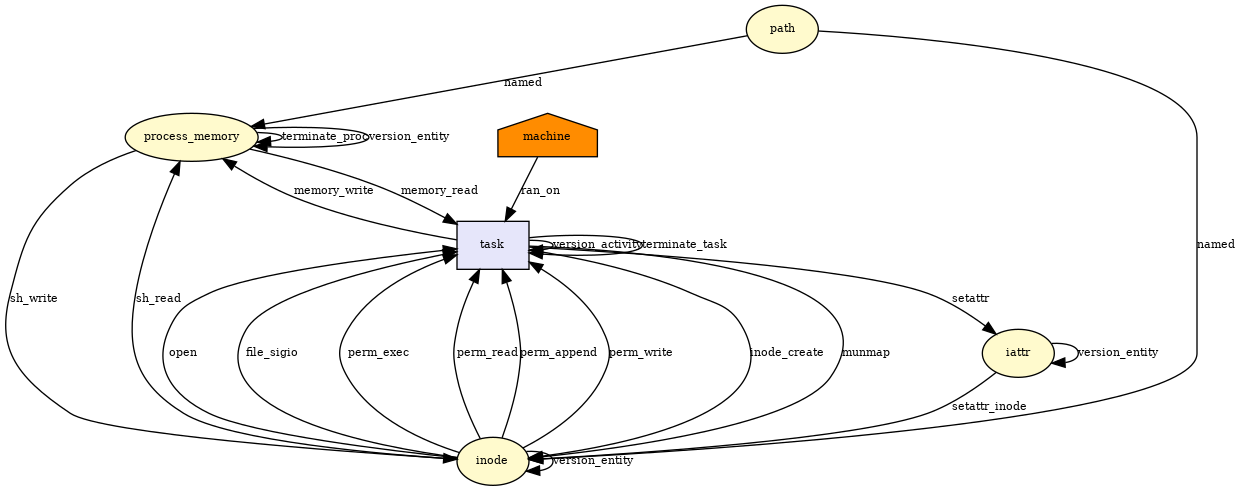 path
named
process_memory
terminate_proc
version_entity
machine
memory_write
memory_read
ran_on
task
version_activity
terminate_task
named
sh_write
sh_read
setattr
open
file_sigio
perm_exec
perm_read
perm_append
perm_write
inode_create
munmap
iattr
version_entity
setattr_inode
inode
version_entity